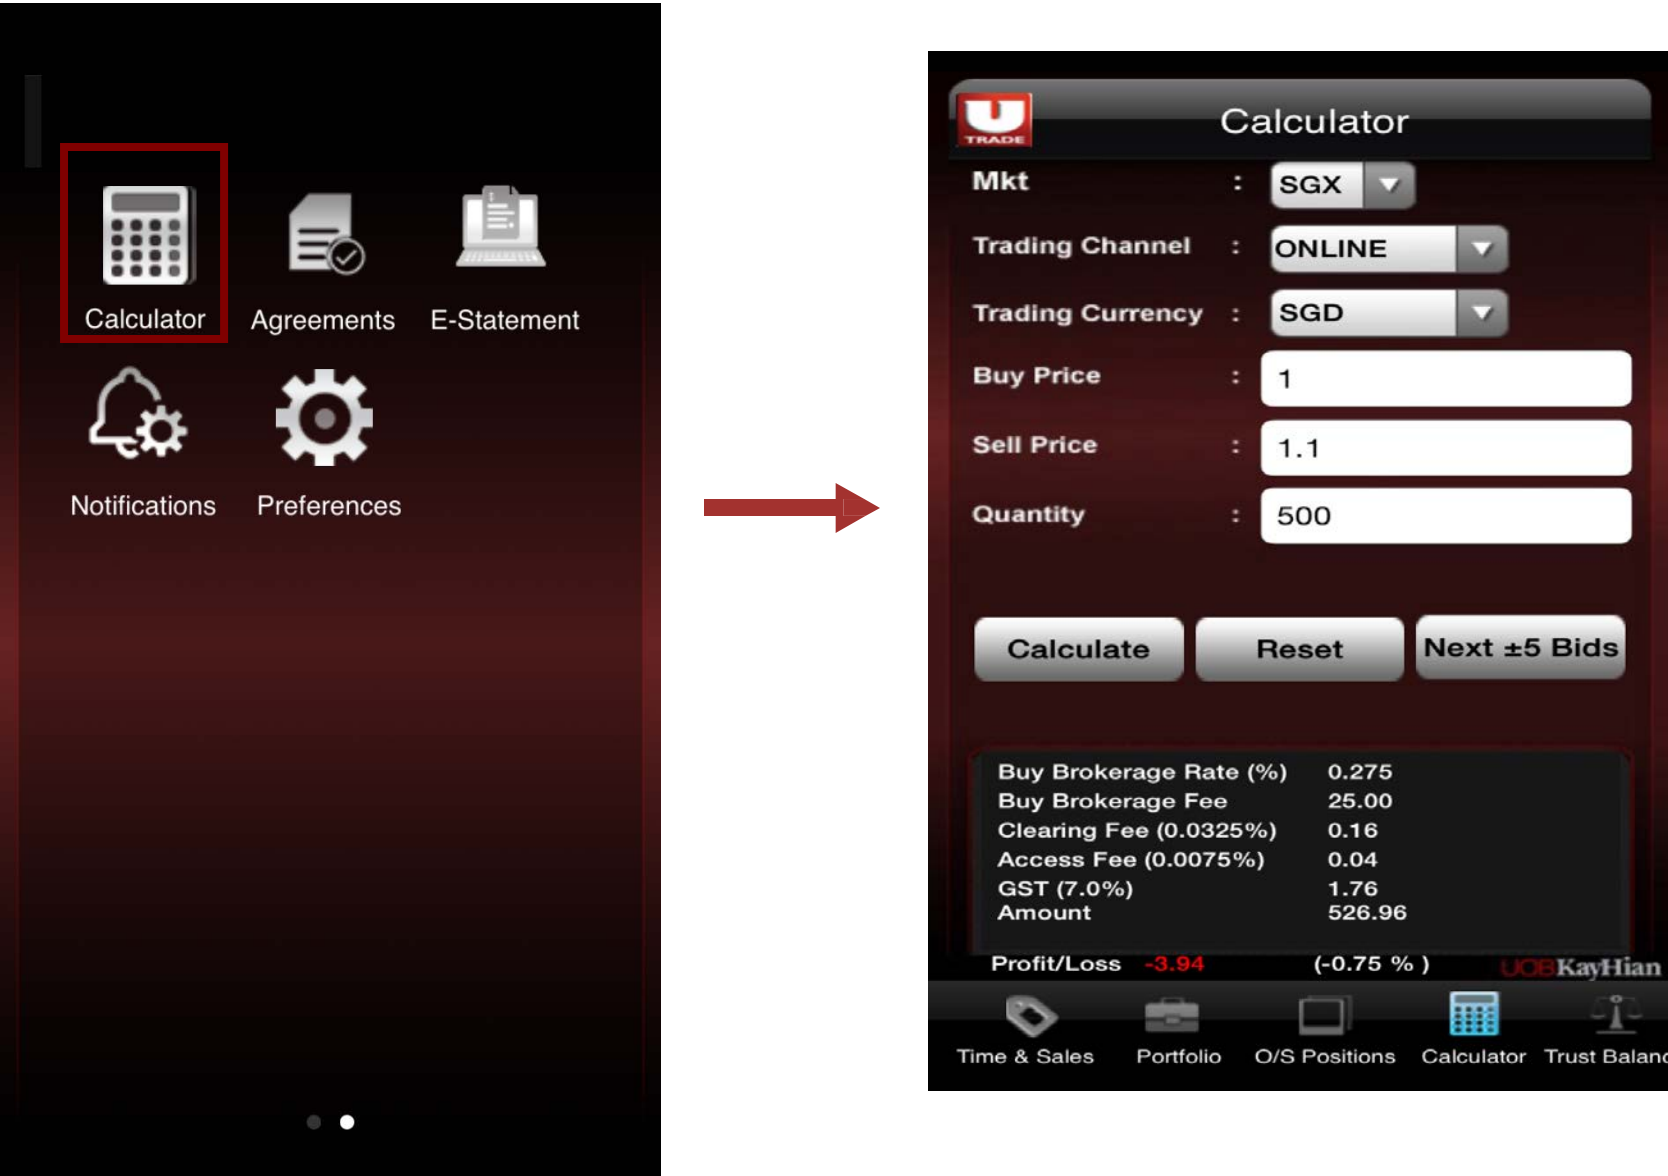 Calculator
Agreements
E-Statement
Notifications
Preferences
U
TRADE
Calculator
Mkt : SGX
Trading Channel : ONLINE
Trading Currency : SGD
Buy Price : 1
Sell Price : 1.1
Quantity : 500
Calculate
Reset
Next ±5 Bids
Buy Brokerage Rate (%) 0.275
Buy Brokerage Fee 25.00
Clearing Fee (0.0325%) 0.16
Access Fee (0.0075%) 0.04
GST (7.0%) 1.76
Amount 526.96
Profit/Loss -3.94 (-0.75 % )
UOBKayHian
Time & Sales
Portfolio
O/S Positions
Calculator
Trust Balanc